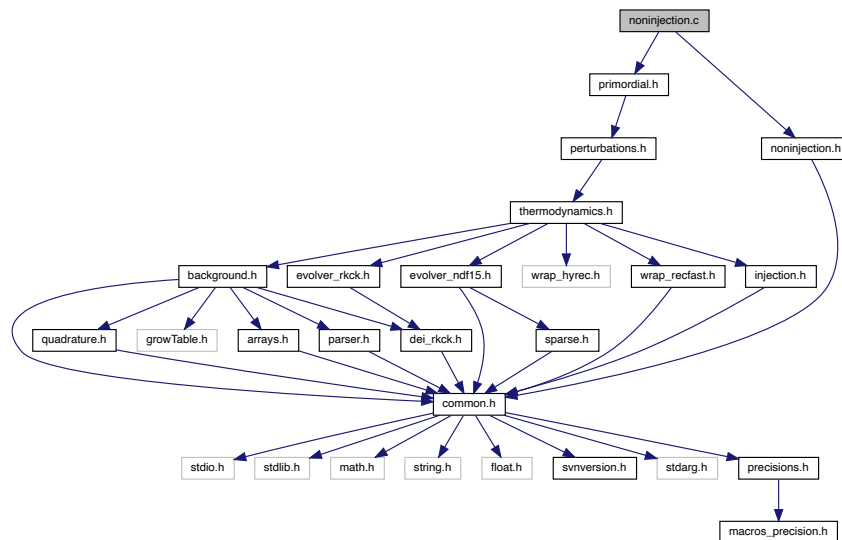 noninjection.c
primordial.h
perturbations.h
noninjection.h
thermodynamics.h
background.h
evolver_rkck.h
evolver_ndf15.h
wrap_hyrec.h
wrap_recfast.h
injection.h
quadrature.h
growTable.h
arrays.h
parser.h
dei_rkck.h
sparse.h
common.h
stdio.h
stdlib.h
math.h
string.h
float.h
svnversion.h
stdarg.h
precisions.h
macros_precision.h